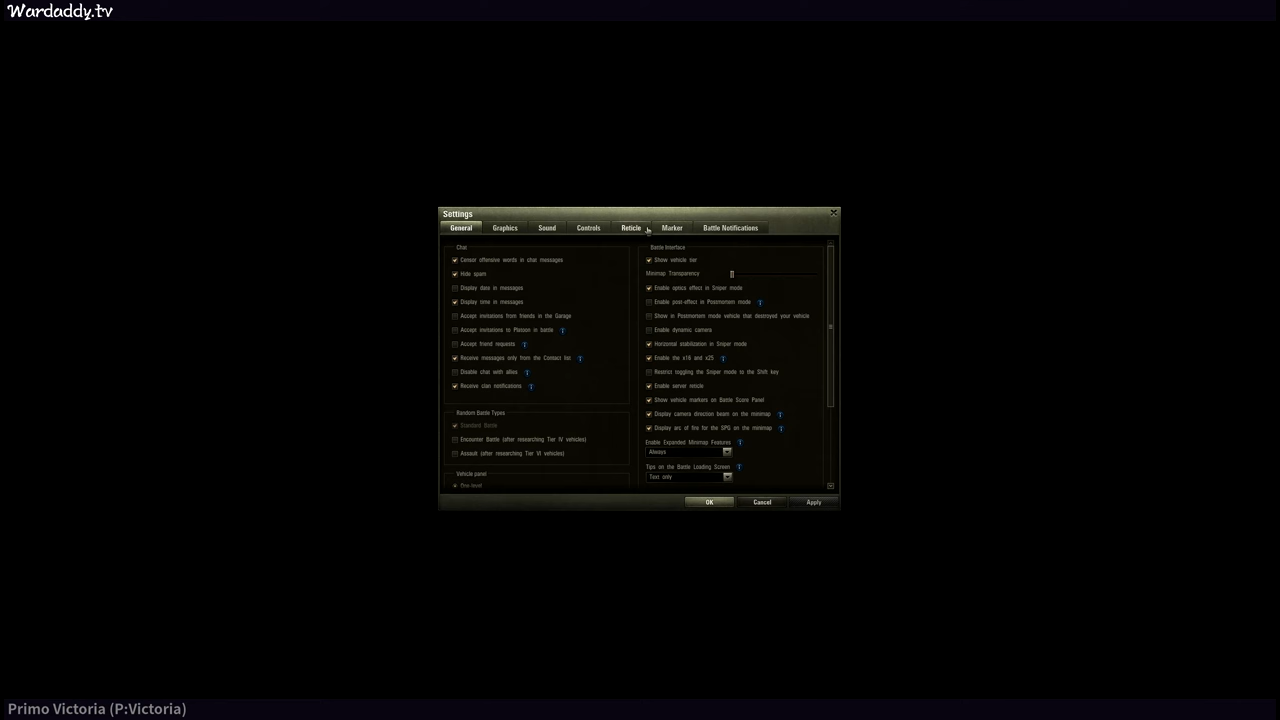 Wardaddy.tv
Settings
General
Graphics
Sound
Controls
Reticle
Marker
Battle Notifications
Chat
Censor offensive words in chat messages
Hide spam
Display date in messages
Display time in messages
Accept invitations from friends in the Garage
Accept invitations to Platoon in battle
Accept friend requests
Receive messages only from the Contact list
Disable chat with allies
Receive clan notifications
Random Battle Types
Standard Battle
Encounter Battle (after researching Tier IV vehicles)
Assault (after researching Tier VI vehicles)
Vehicle panel
One-level
Battle Interface
Show vehicle tier
Minimap Transparency
Enable optics effect in Sniper mode
Enable post-effect in Postmortem mode
Show in Postmortem mode vehicle that destroyed your vehicle
Enable dynamic camera
Horizontal stabilization in Sniper mode
Enable the x16 and x25
Restrict toggling the Sniper mode to the Shift key
Enable server reticle
Show vehicle markers on Battle Score Panel
Display camera direction beam on the minimap
Display arc of fire for the SPG on the minimap
Enable Expanded Minimap Features
Always
Tips on the Battle Loading Screen
Text only
OK
Cancel
Apply
Primo Victoria (P:Victoria)